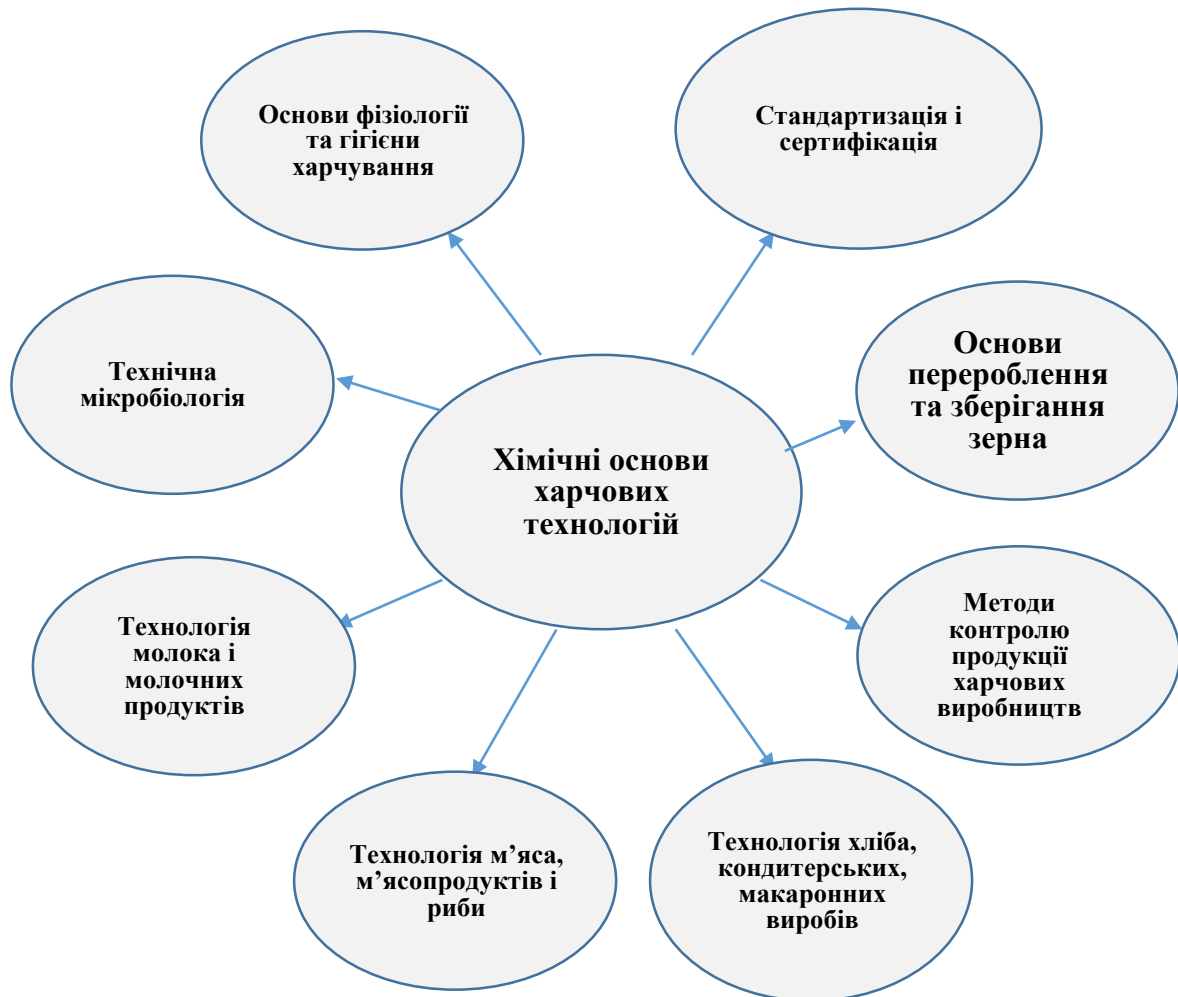 Основи фізіології
та гігієни
харчування
Стандартизація і
сертифікація
Технічна
мікробіологія
Основи
перероблення
та зберігання
зерна
Хімічні основи
харчових
технологій
Технологія
молока і
молочних
продуктів
Методи
контролю
продукції
харчових
виробництв
Технологія м’яса,
м’ясопродуктів і
риби
Технологія хліба,
кондитерських,
макаронних
виробів